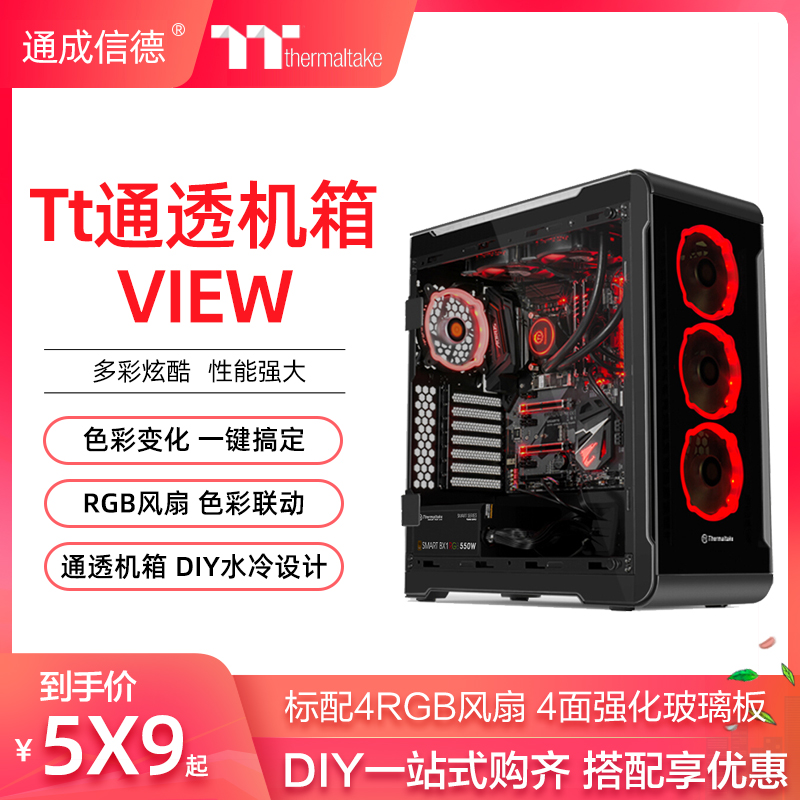 通成信德®
thermaltake
Tt通透机箱
VIEW
多彩炫酷 性能强大
色彩变化 一键搞定
RGB风扇 色彩联动
通透机箱 DIY水冷设计
Thermaltake
SMART BX1 550W
Thermaltake
到手价
¥5X9起
标配4RGB风扇 4面强化玻璃板
DIY一站式购齐 搭配享优惠